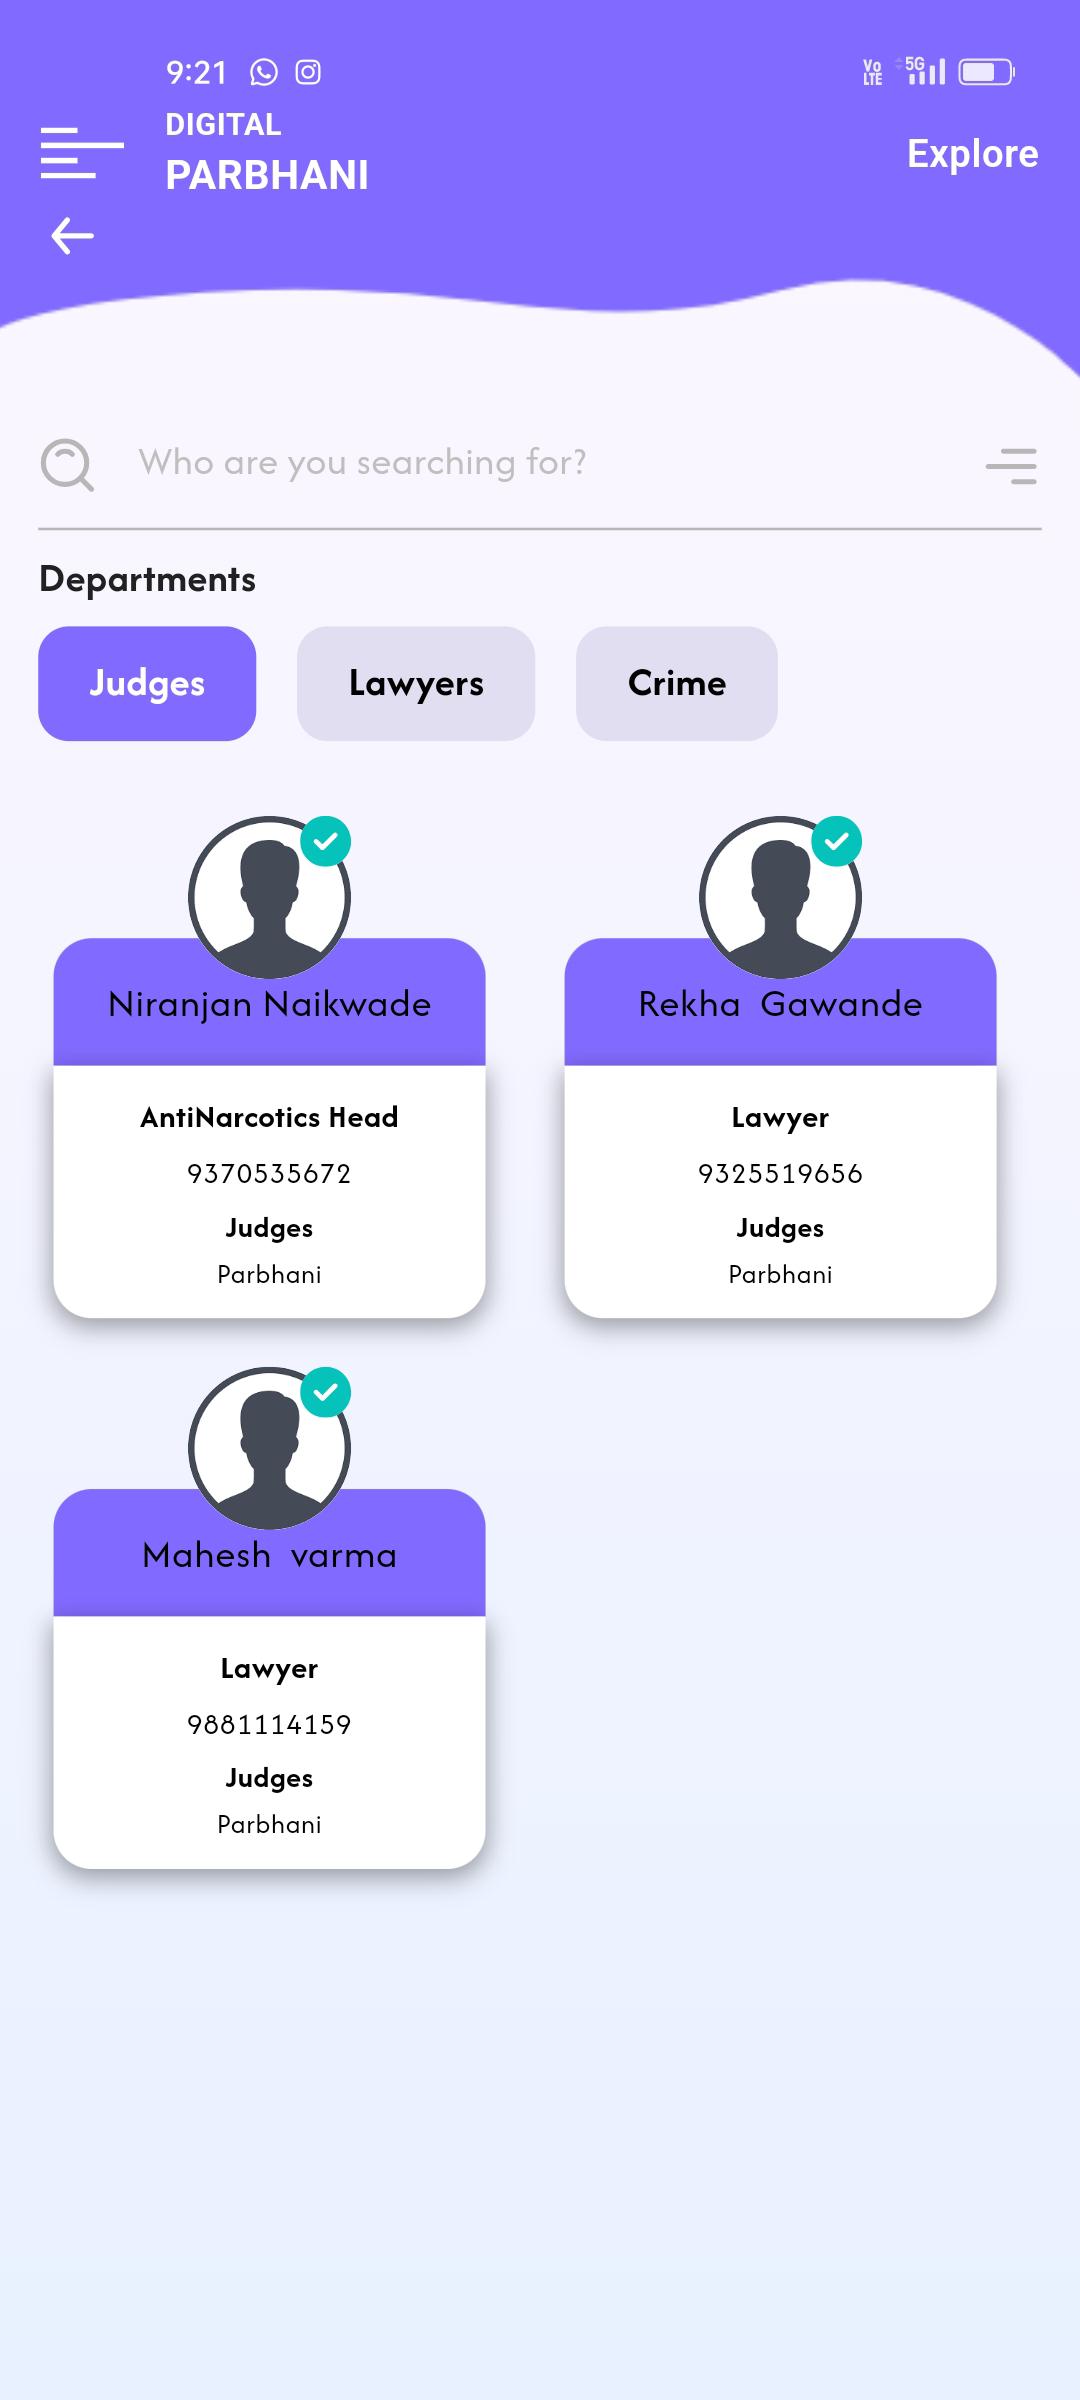 9:21
Vo LTE 5G
DIGITAL
PARBHANI
Explore
Who are you searching for?
Departments
Judges Lawyers Crime
Niranjan Naikwade
AntiNarcotics Head
9370535672
Judges
Parbhani
Rekha  Gawande
Lawyer
9325519656
Judges
Parbhani
Mahesh  varma
Lawyer
9881114159
Judges
Parbhani